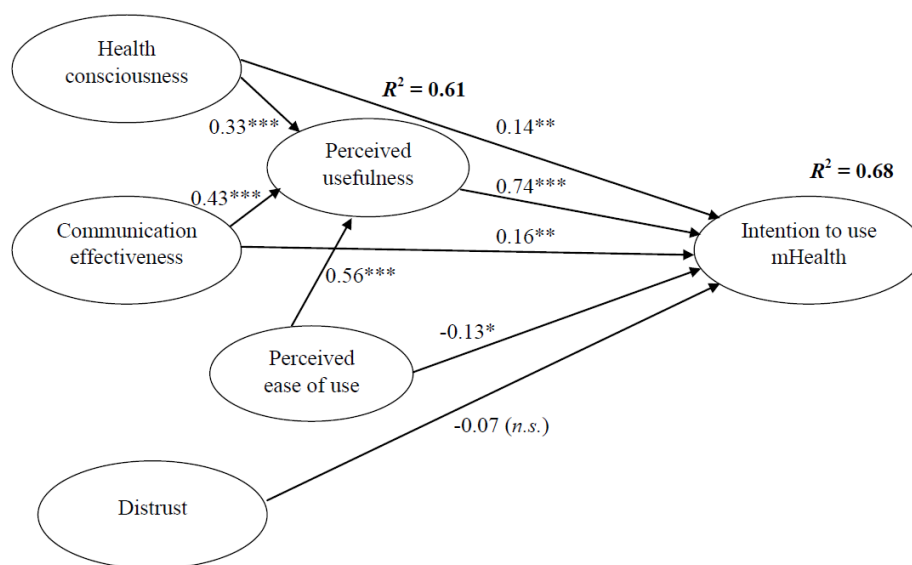 Health
consciousness
R² = 0.61
0.33***
0.14**
Perceived
usefulness
R² = 0.68
0.43***
0.74***
Communication
effectiveness
0.16**
Intention to use
mHealth
0.56***
-0.13*
Perceived
ease of use
-0.07 (n.s.)
Distrust